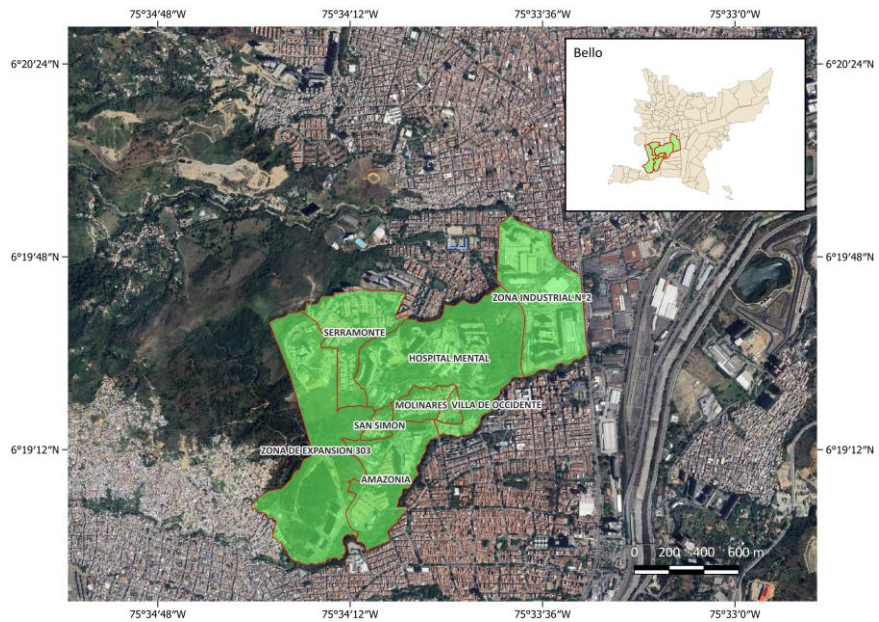 75°34'48"W 75°34'12"W 75°33'36"W 75°33'0"W
6°20'24"N 6°20'24"N
Bello
6°19'48"N 6°19'48"N
ZONA INDUSTRIAL Nº2
SERRAMONTE
HOSPITAL MENTAL
MOLINARES VILLA DE OCCIDENTE
SAN SIMON
6°19'12"N 6°19'12"N
ZONA DE EXPANSION 303
AMAZONIA
0 200 400 600 m
75°34'48"W 75°34'12"W 75°33'36"W 75°33'0"W